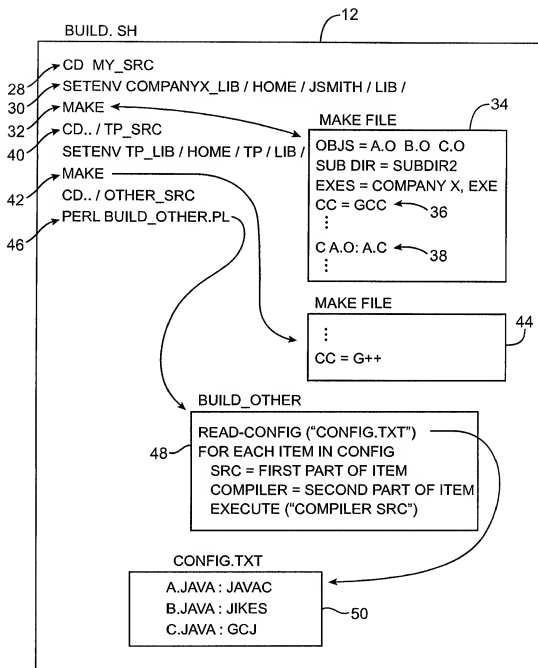 BUILD. SH
12
28 CD MY_SRC
30 SETENV COMPANYX_LIB / HOME / JSMITH / LIB /
32 MAKE
40 CD.. / TP_SRC
SETENV TP_LIB / HOME / TP / LIB /
42 MAKE
CD.. / OTHER_SRC
46 PERL BUILD_OTHER.PL
MAKE FILE
34
OBJS = A.O B.O C.O
SUB DIR = SUBDIR2
EXES = COMPANY X, EXE
CC = GCC 36
⋮
C A.O: A.C 38
⋮
MAKE FILE
44
⋮
CC = G++
BUILD_OTHER
48
READ-CONFIG ("CONFIG.TXT")
FOR EACH ITEM IN CONFIG
SRC = FIRST PART OF ITEM
COMPILER = SECOND PART OF ITEM
EXECUTE ("COMPILER SRC")
CONFIG.TXT
A.JAVA : JAVAC
B.JAVA : JIKES
C.JAVA : GCJ
50